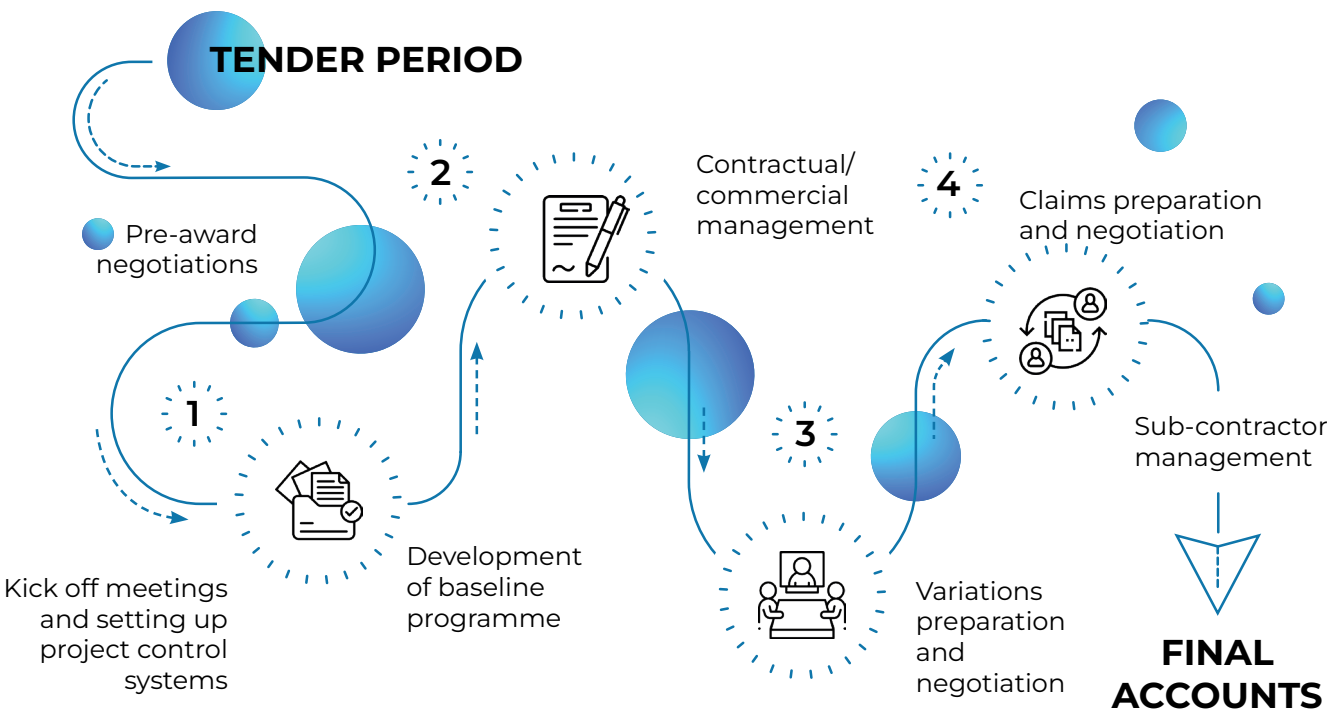 TENDER PERIOD
Pre-award
negotiations
1
Kick off meetings
and setting up
project control
systems
Development
of baseline
programme
2
Contractual/
commercial
management
3
Variations
preparation
and
negotiation
4
Claims preparation
and negotiation
Sub-contractor
management
FINAL
ACCOUNTS